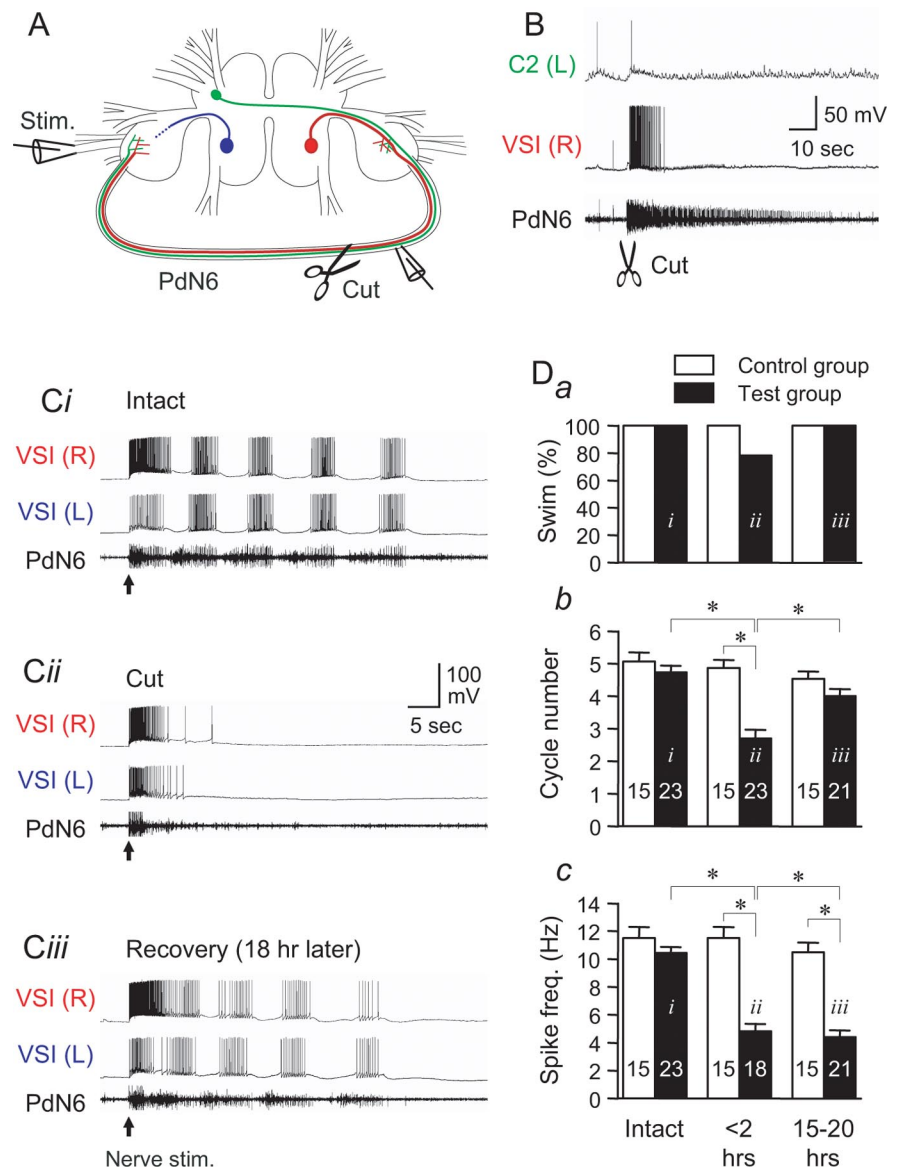 A
Stim.
PdN6
Cut
B
C2 (L)
VSI (R)
50 mV
10 sec
PdN6
Cut
Ci
Intact
VSI (R)
VSI (L)
PdN6
Cii
Cut
100
mV
5 sec
VSI (R)
VSI (L)
PdN6
Ciii
Recovery (18 hr later)
VSI (R)
VSI (L)
PdN6
Nerve stim.
D
a
Control group
Test group
Swim (%)
100
80
60
40
20
0
i
ii
iii
b
*
*
*
Cycle number
6
5
4
3
2
1
0
i
ii
iii
15
23
15
23
15
21
c
*
*
*
*
Spike freq. (Hz)
14
12
10
8
6
4
2
0
i
ii
iii
15
23
15
18
15
21
Intact
<2
hrs
15-20
hrs